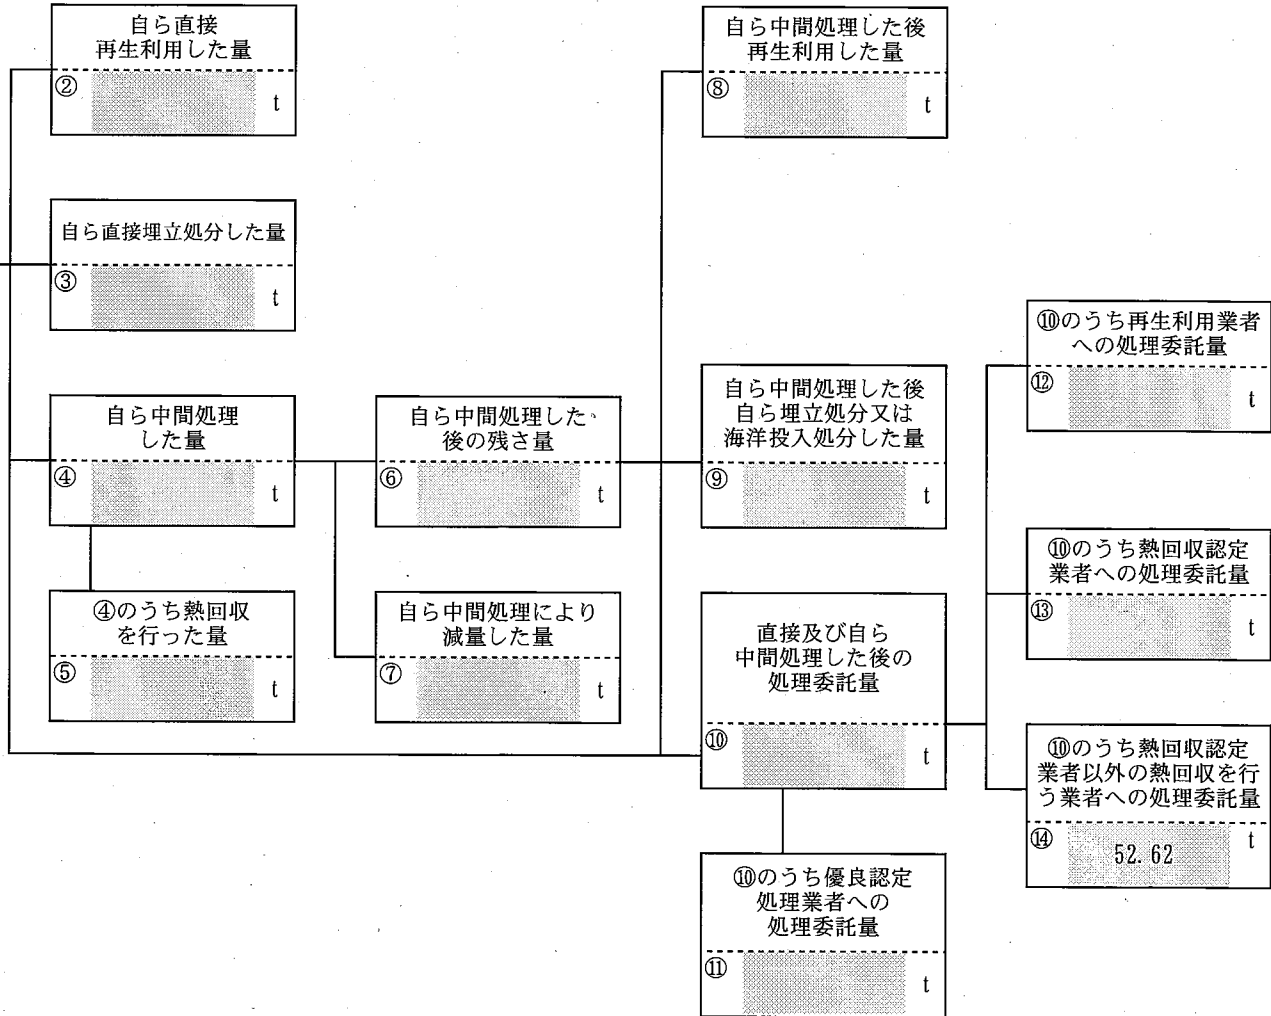 自ら直接
再生利用した量
② t
自ら直接埋立処分した量
③ t
自ら中間処理
した量
④ t
④のうち熱回収
を行った量
⑤ t
自ら中間処理した
後の残さ量
⑥ t
自ら中間処理により
減量した量
⑦ t
自ら中間処理した後
再生利用した量
⑧ t
自ら中間処理した後
自ら埋立処分又は
海洋投入処分した量
⑨ t
直接及び自ら
中間処理した後の
処理委託量
⑩ t
⑩のうち優良認定
処理業者への
処理委託量
⑪ t
⑩のうち再生利用業者
への処理委託量
⑫ t
⑩のうち熱回収認定
業者への処理委託量
⑬ t
⑩のうち熱回収認定
業者以外の熱回収を行
う業者への処理委託量
⑭ 52.62 t